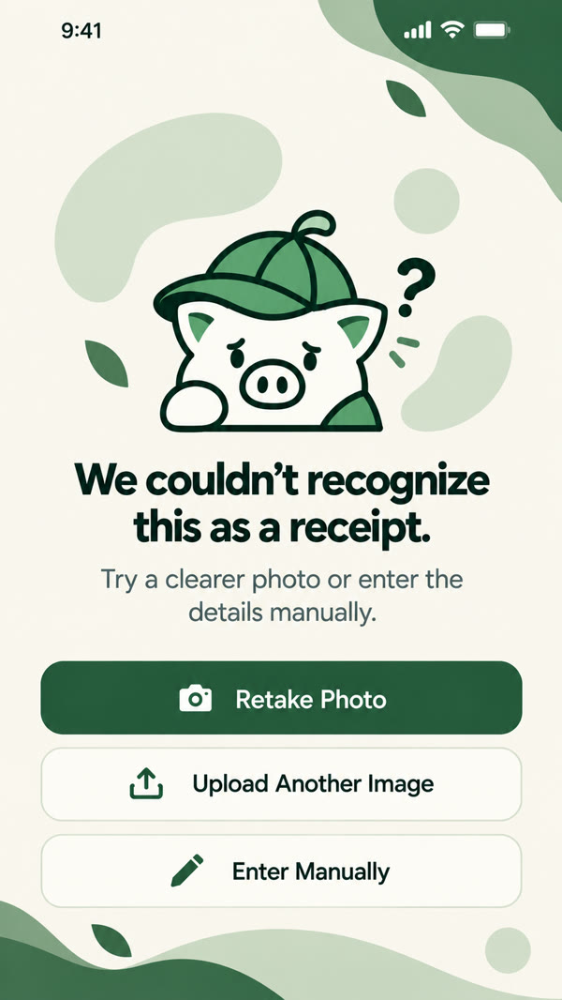 9:41
?
We couldn’t recognize
this as a receipt.
Try a clearer photo or enter the
details manually.
Retake Photo
Upload Another Image
Enter Manually